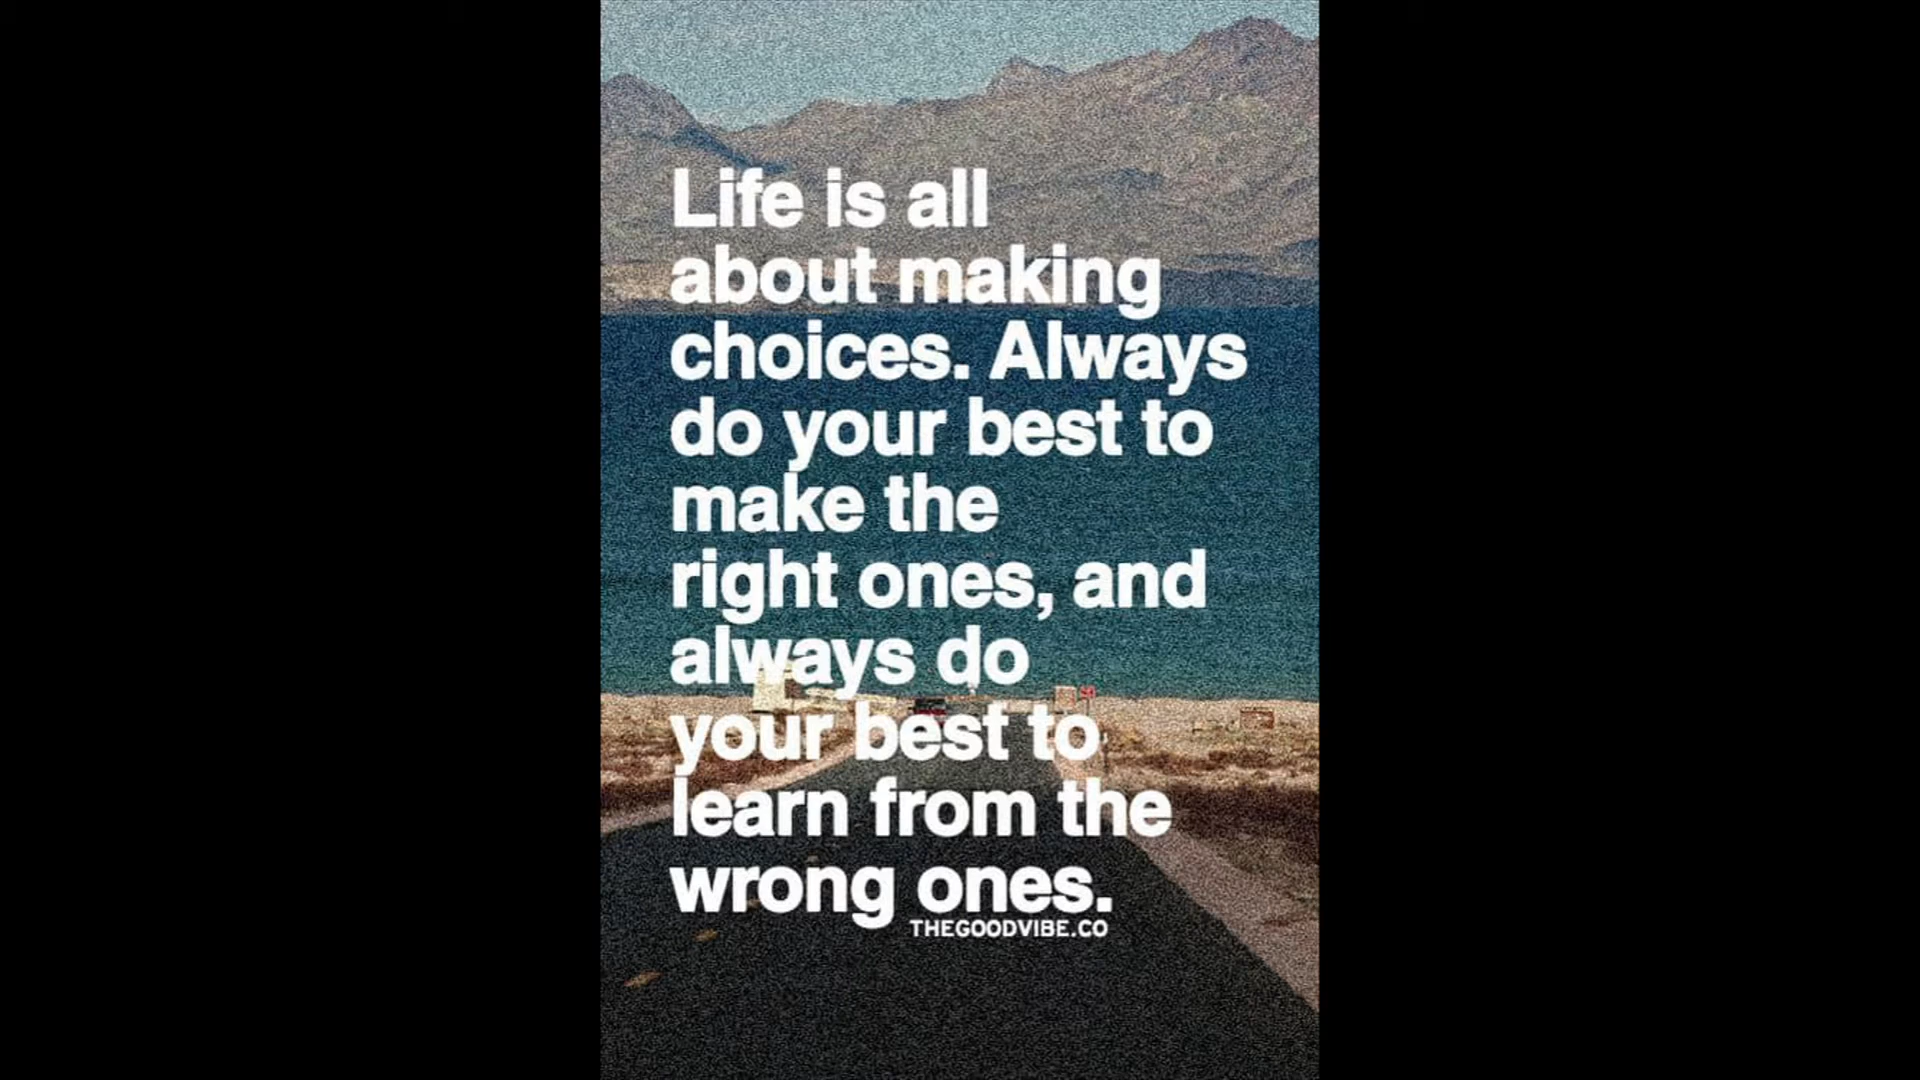 Life is all
about making
choices. Always
do your best to
make the
right ones, and
always do
your best to
learn from the
wrong ones.
THEGOODVIBE.CO